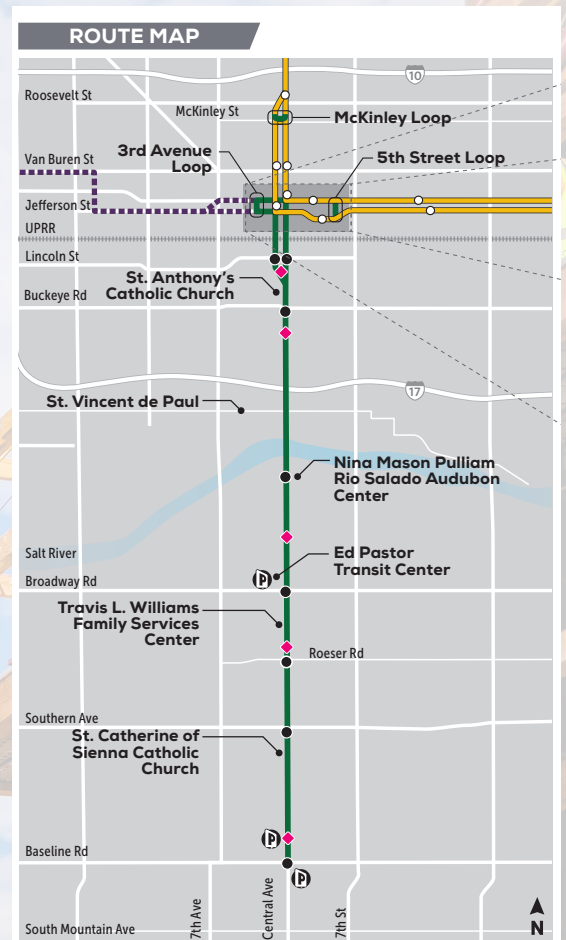 ROUTE MAP
10
Roosevelt St
McKinley St
McKinley Loop
3rd Avenue
Loop
Van Buren St
5th Street Loop
Jefferson St
UPRR
Lincoln St
St. Anthony's
Catholic Church
Buckeye Rd
17
St. Vincent de Paul
Nina Mason Pulliam
Rio Salado Audubon
Center
Salt River
Ed Pastor
Transit Center
P
Broadway Rd
Travis L. Williams
Family Services
Center
Roeser Rd
Southern Ave
St. Catherine of
Sienna Catholic
Church
P
Baseline Rd
P
7th Ave
Central Ave
7th St
South Mountain Ave
N